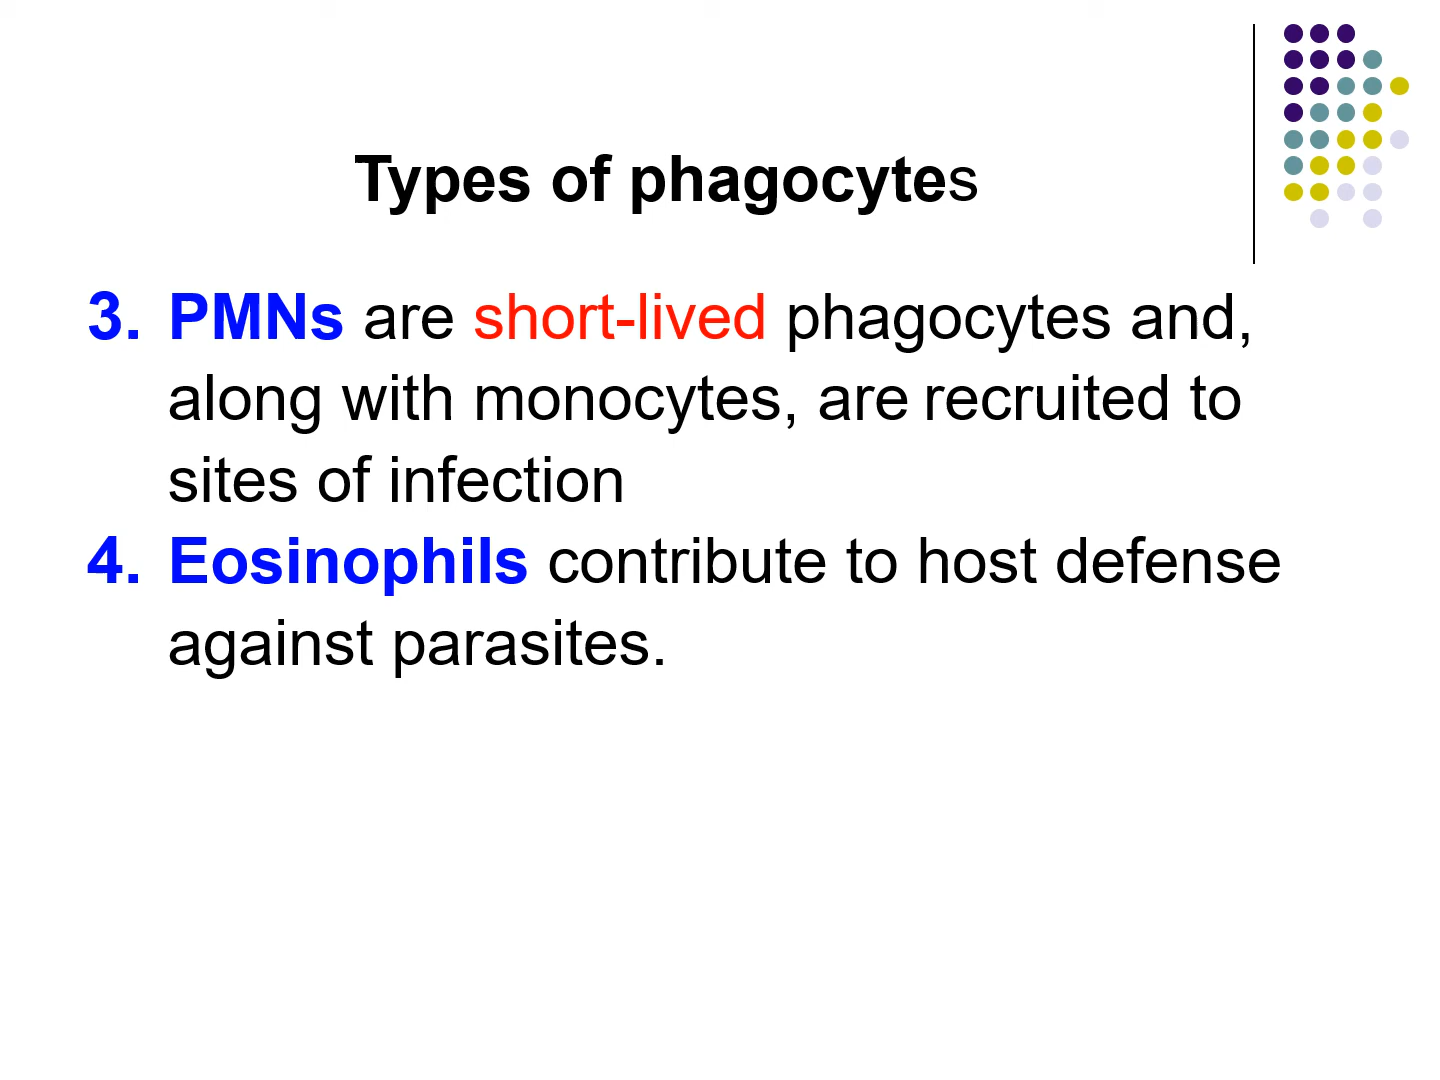 Types of phagocytes
3. PMNs are short-lived phagocytes and,
along with monocytes, are recruited to
sites of infection
4. Eosinophils contribute to host defense
against parasites.